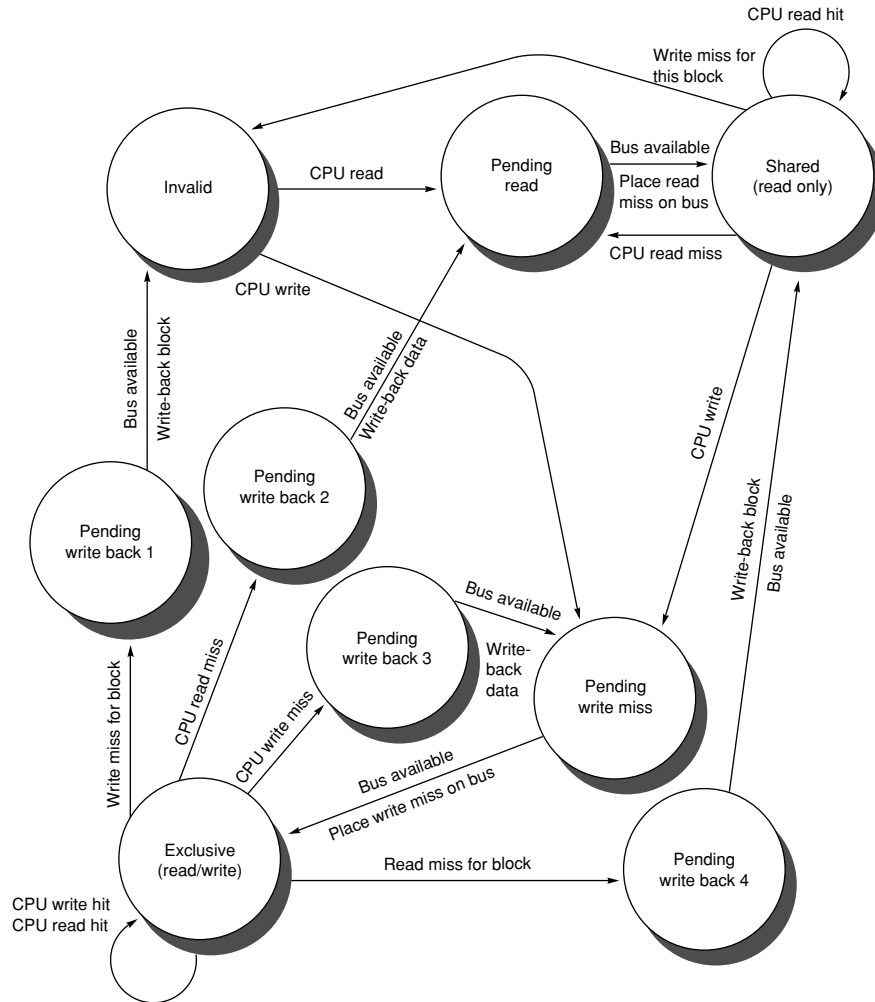 CPU read hit
Write miss for
this block
Invalid
CPU read
Pending
read
Bus available
Place read
miss on bus
Shared
(read only)
CPU read miss
CPU write
Bus available
Write-back block
Bus available
Write-back data
CPU write
Pending
write back 1
Pending
write back 2
Write-back block
Bus available
Pending
write back 3
Bus available
Write-
back
data
Pending
write miss
Write miss for block
CPU read miss
CPU write miss
Bus available
Place write miss on bus
Exclusive
(read/write)
Read miss for block
Pending
write back 4
CPU write hit
CPU read hit